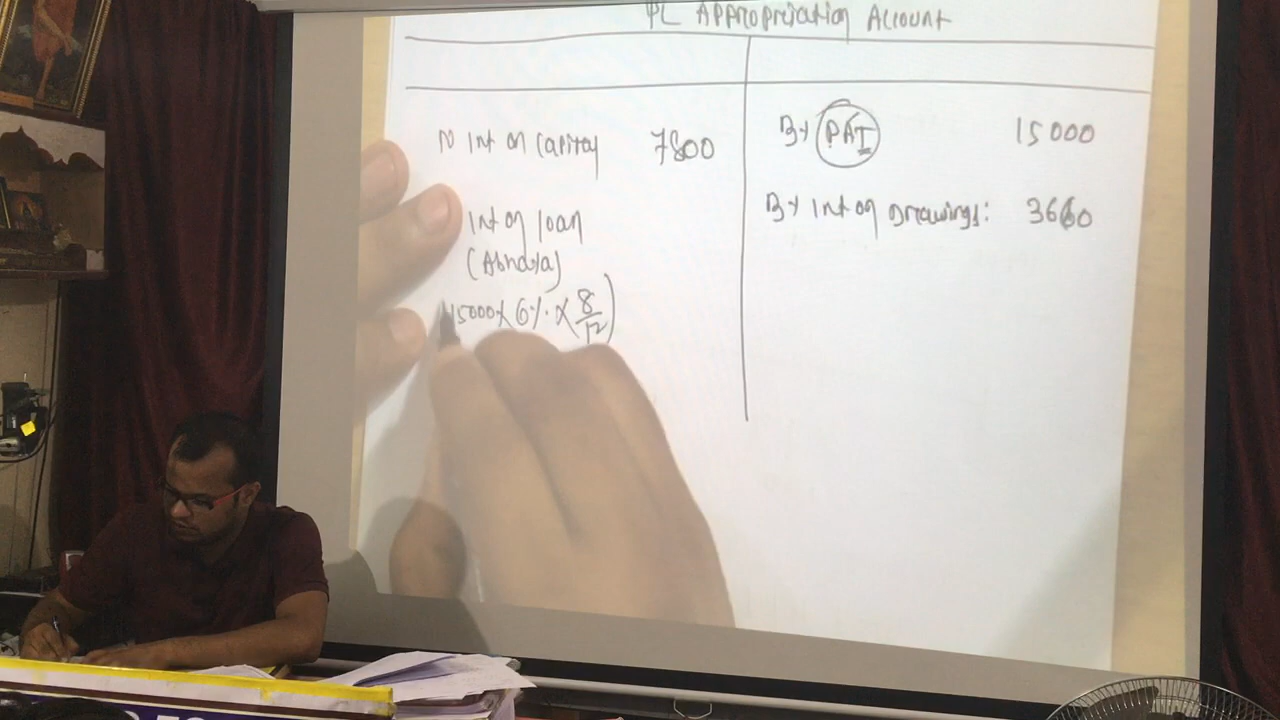 PL Appropriation Account
To Int on Capital 7800
By PAI 15000
By Int on Drawings: 3660
Int on loan
15000 x 6% x 8/12)